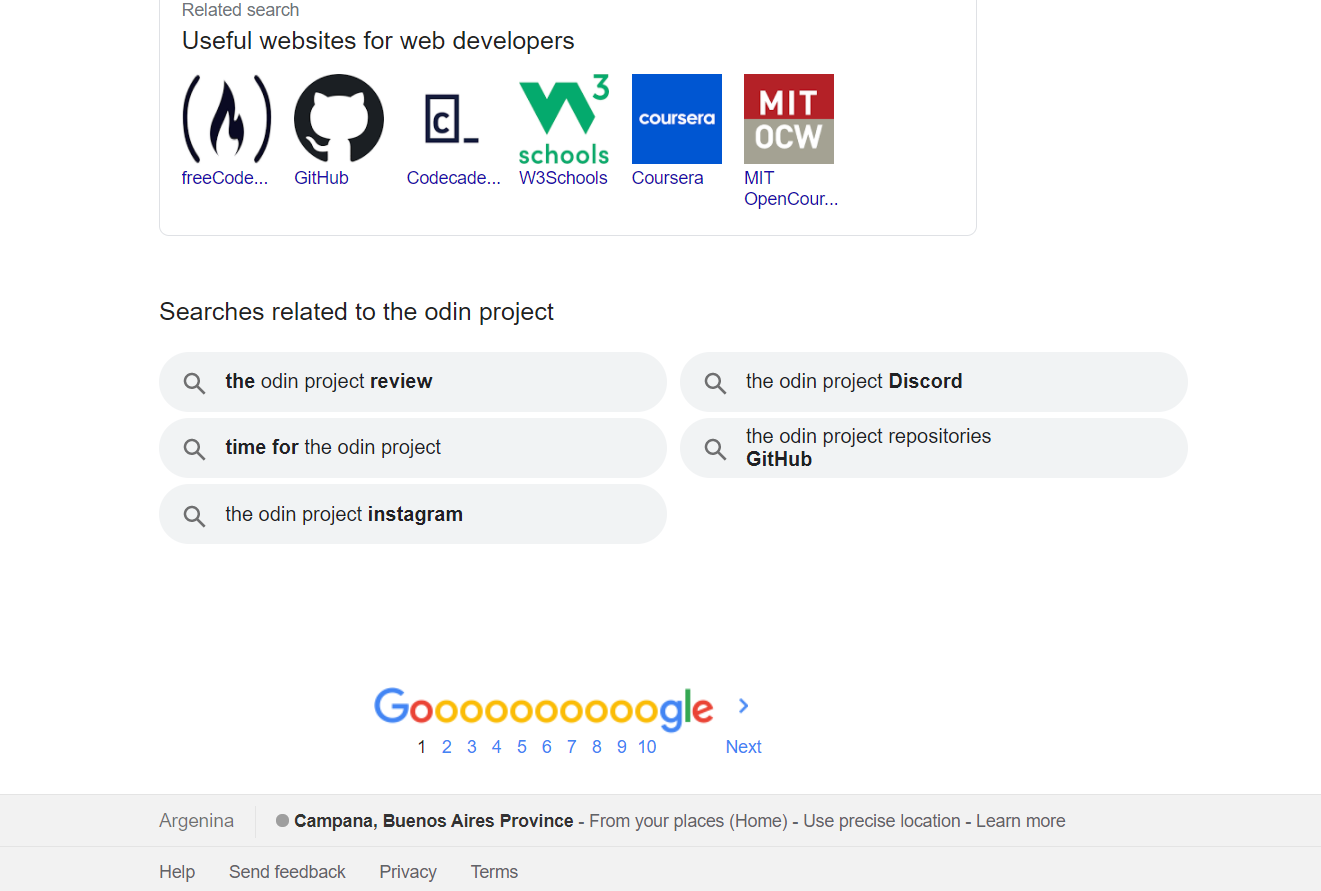 Related search
Useful websites for web developers
c
W3
schools
coursera
MIT
OCW
freeCode...
GitHub
Codecade...
W3Schools
Coursera
MIT
OpenCour...
Searches related to the odin project
the odin project review
the odin project Discord
time for the odin project
the odin project repositories
GitHub
the odin project instagram
Goooooooooogle
1 2 3 4 5 6 7 8 9 10 Next
Argenina
Campana, Buenos Aires Province - From your places (Home) - Use precise location - Learn more
Help Send feedback Privacy Terms